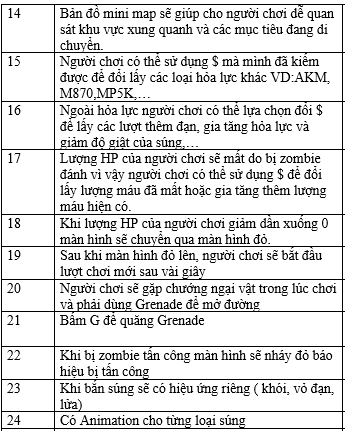 14 Bản đồ mini map sẽ giúp cho người chơi dễ quan
sát khu vực xung quanh và các mục tiêu đang di
chuyển.
15 Người chơi có thể sử dụng $ mà mình đã kiếm
được để đổi lấy các loại hỏa lực khác VD:AKM,
M870,MP5K,…
16 Ngoài hỏa lực người chơi có thể lựa chọn đổi $
để lấy các lượt thêm đạn, gia tăng hỏa lực và
giảm độ giật của súng,…
17 Lượng HP của người chơi sẽ mất do bị zombie
đánh vì vậy người chơi có thể sử dụng $ để đổi
lấy lượng máu đã mất hoặc gia tăng thêm lượng
máu hiện có.
18 Khi lượng HP của người chơi giảm dần xuống 0
màn hình sẽ chuyển qua màn hình đỏ.
19 Sau khi màn hình đỏ lên, người chơi sẽ bắt đầu
lượt chơi mới sau vài giây
20 Người chơi sẽ gặp chướng ngại vật trong lúc chơi
và phải dùng Grenade để mở đường
21 Bấm G để quăng Grenade
22 Khi bị zombie tấn công màn hình sẽ nháy đỏ báo
hiệu bị tấn công
23 Khi bắn súng sẽ có hiệu ứng riêng ( khói, vỏ đạn,
lửa)
24 Có Animation cho từng loại súng